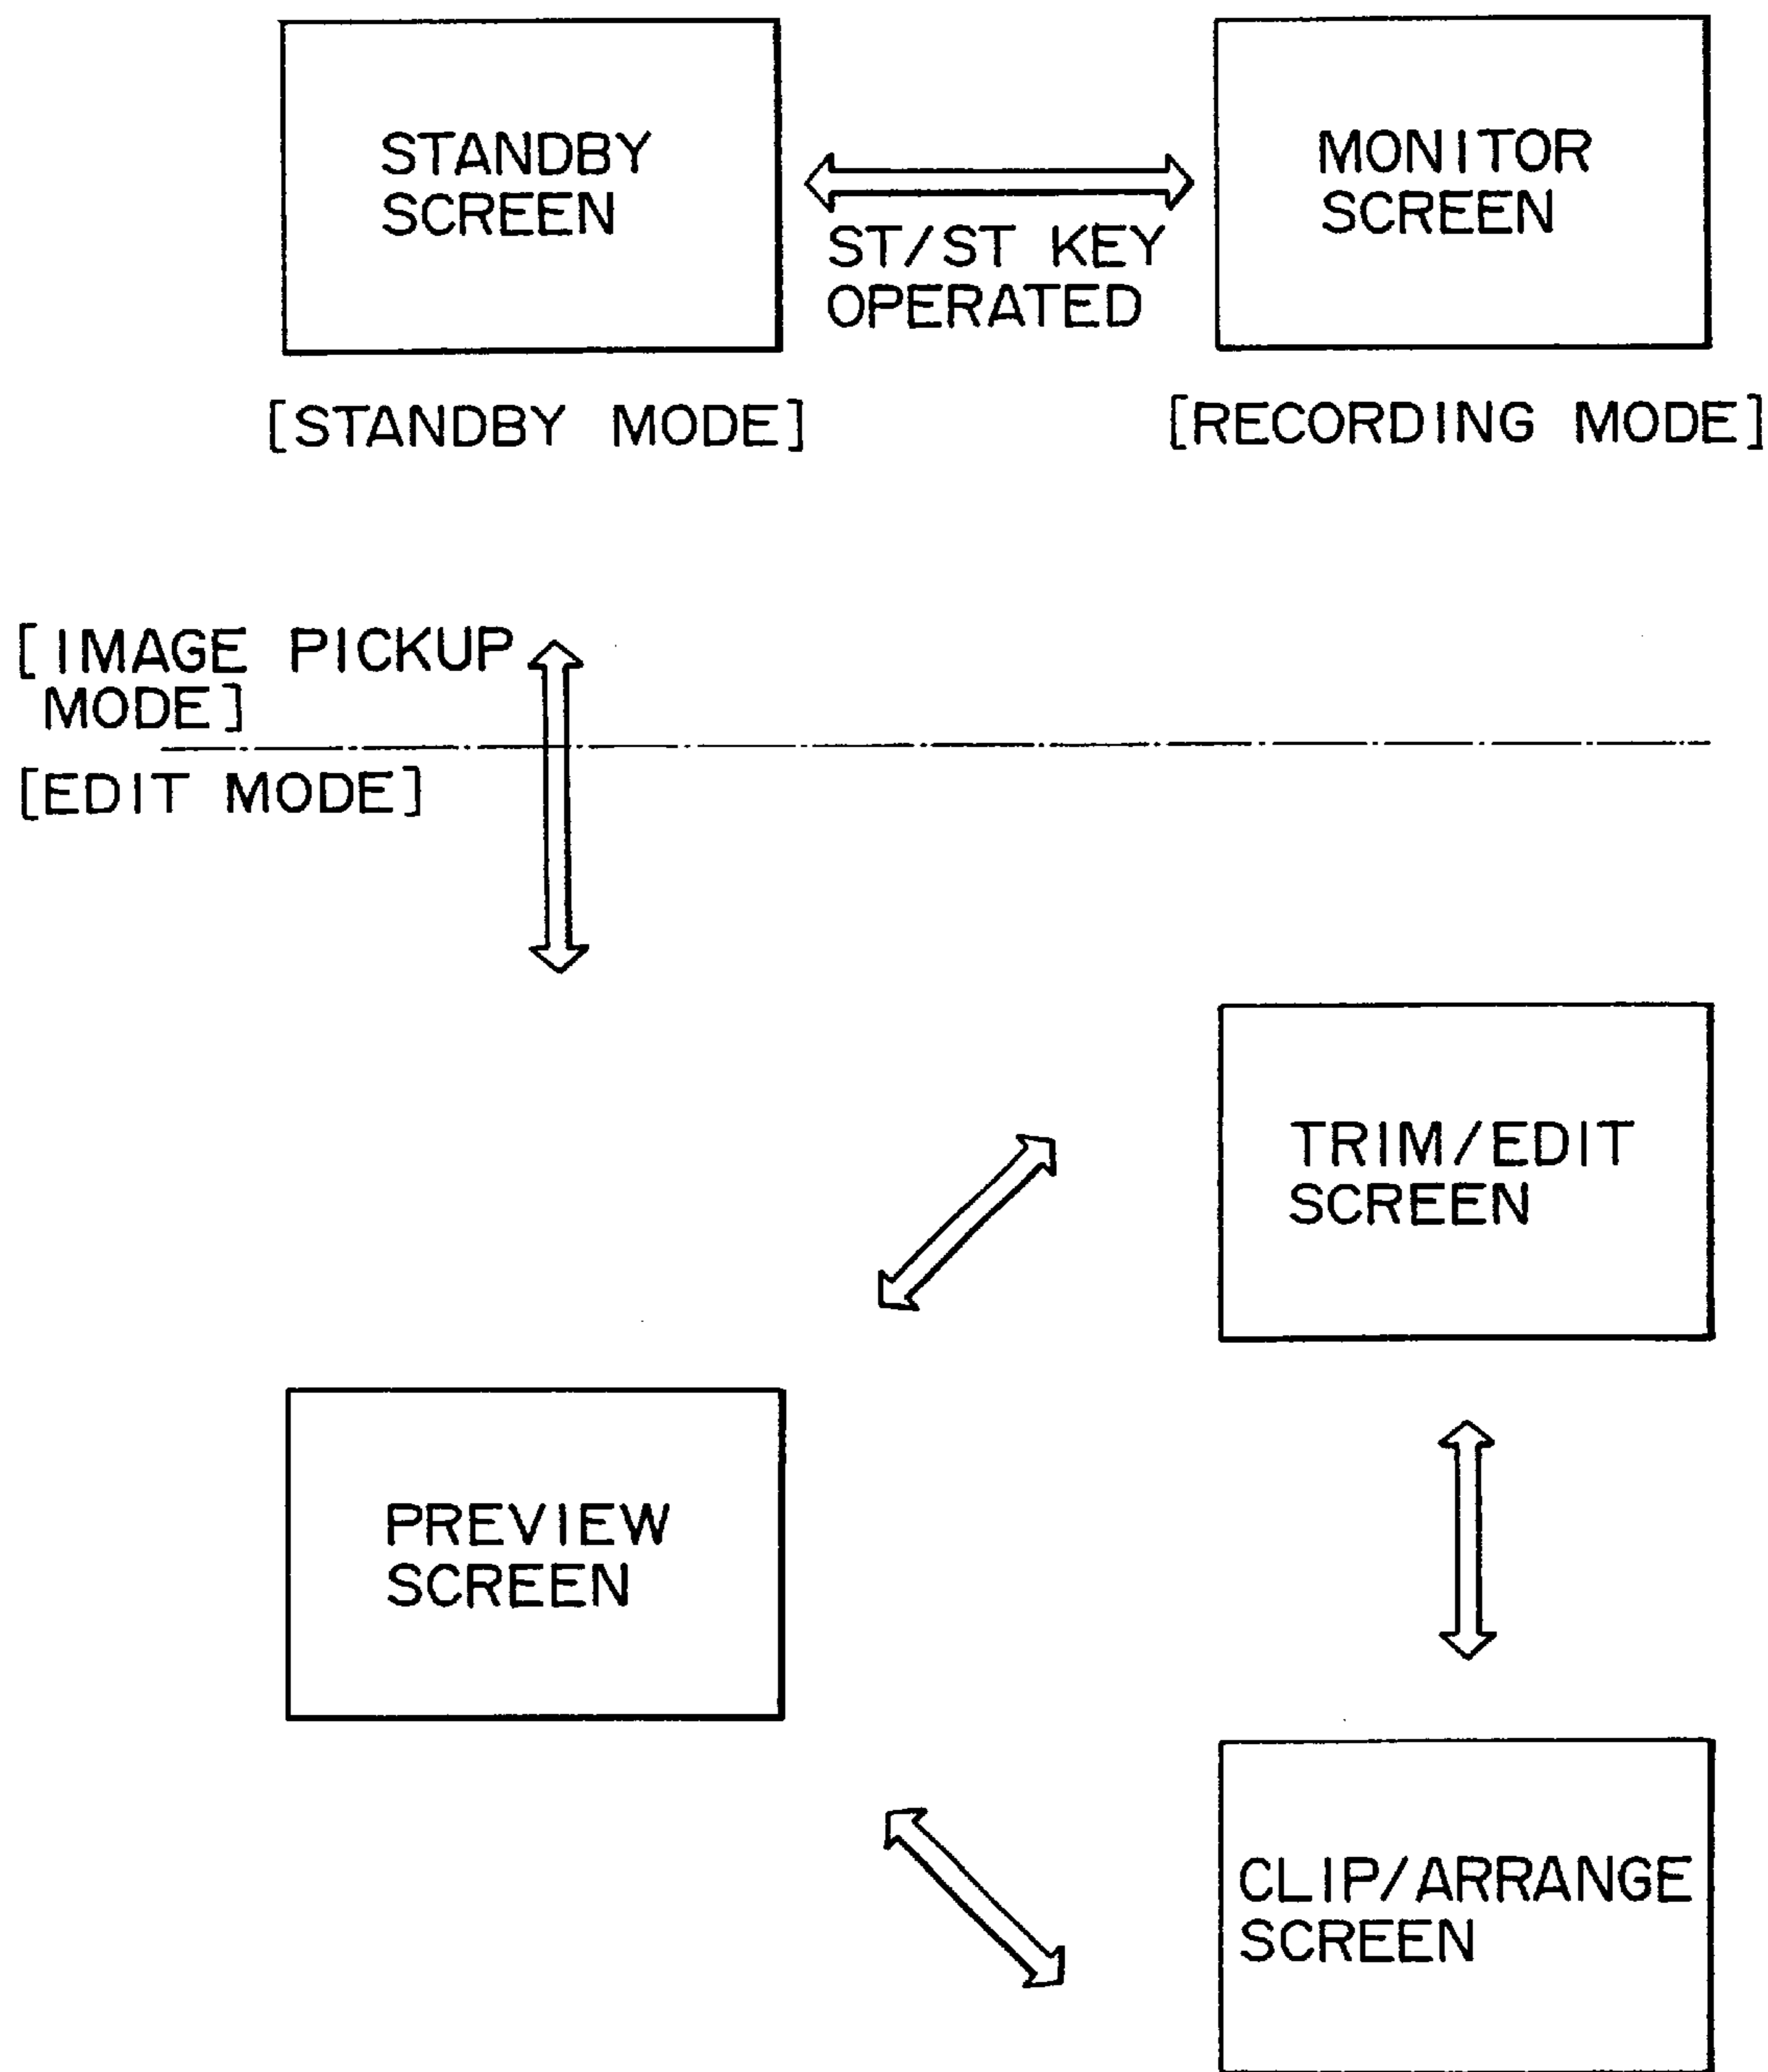 STANDBY
SCREEN
MONITOR
SCREEN
ST/ST KEY
OPERATED
[STANDBY MODE]
[RECORDING MODE]
[IMAGE PICKUP
MODE]
[EDIT MODE]
TRIM/EDIT
SCREEN
PREVIEW
SCREEN
CLIP/ARRANGE
SCREEN